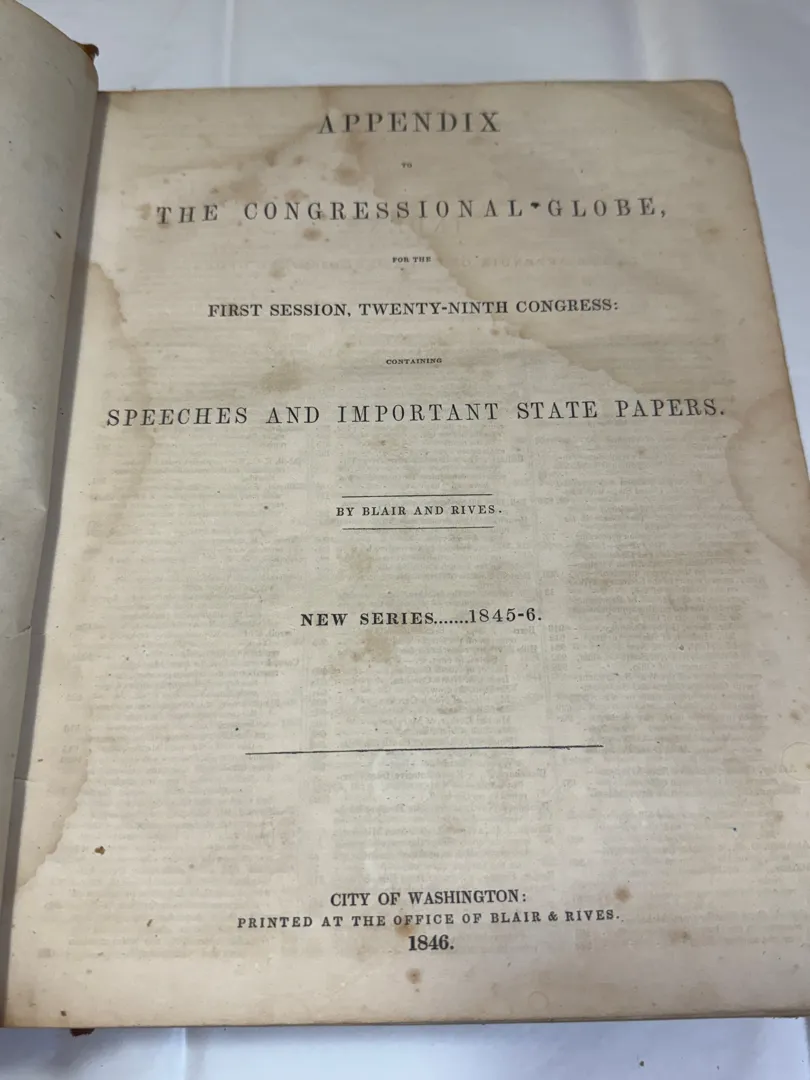 APPENDIX
TO
THE CONGRESSIONAL GLOBE,
FOR THE
FIRST SESSION, TWENTY-NINTH CONGRESS:
CONTAINING
SPEECHES AND IMPORTANT STATE PAPERS.
BY BLAIR AND RIVES.
NEW SERIES.......1845-6.
CITY OF WASHINGTON:
PRINTED AT THE OFFICE OF BLAIR & RIVES.
1846.